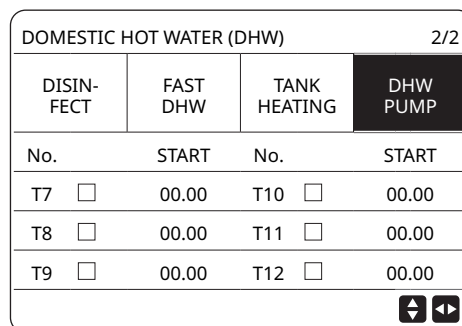 DOMESTIC HOT WATER (DHW) 2/2
DISIN-
FECT
FAST
DHW
TANK
HEATING
DHW
PUMP
No. START No. START
T7 00.00 T10 00.00
T8 00.00 T11 00.00
T9 00.00 T12 00.00